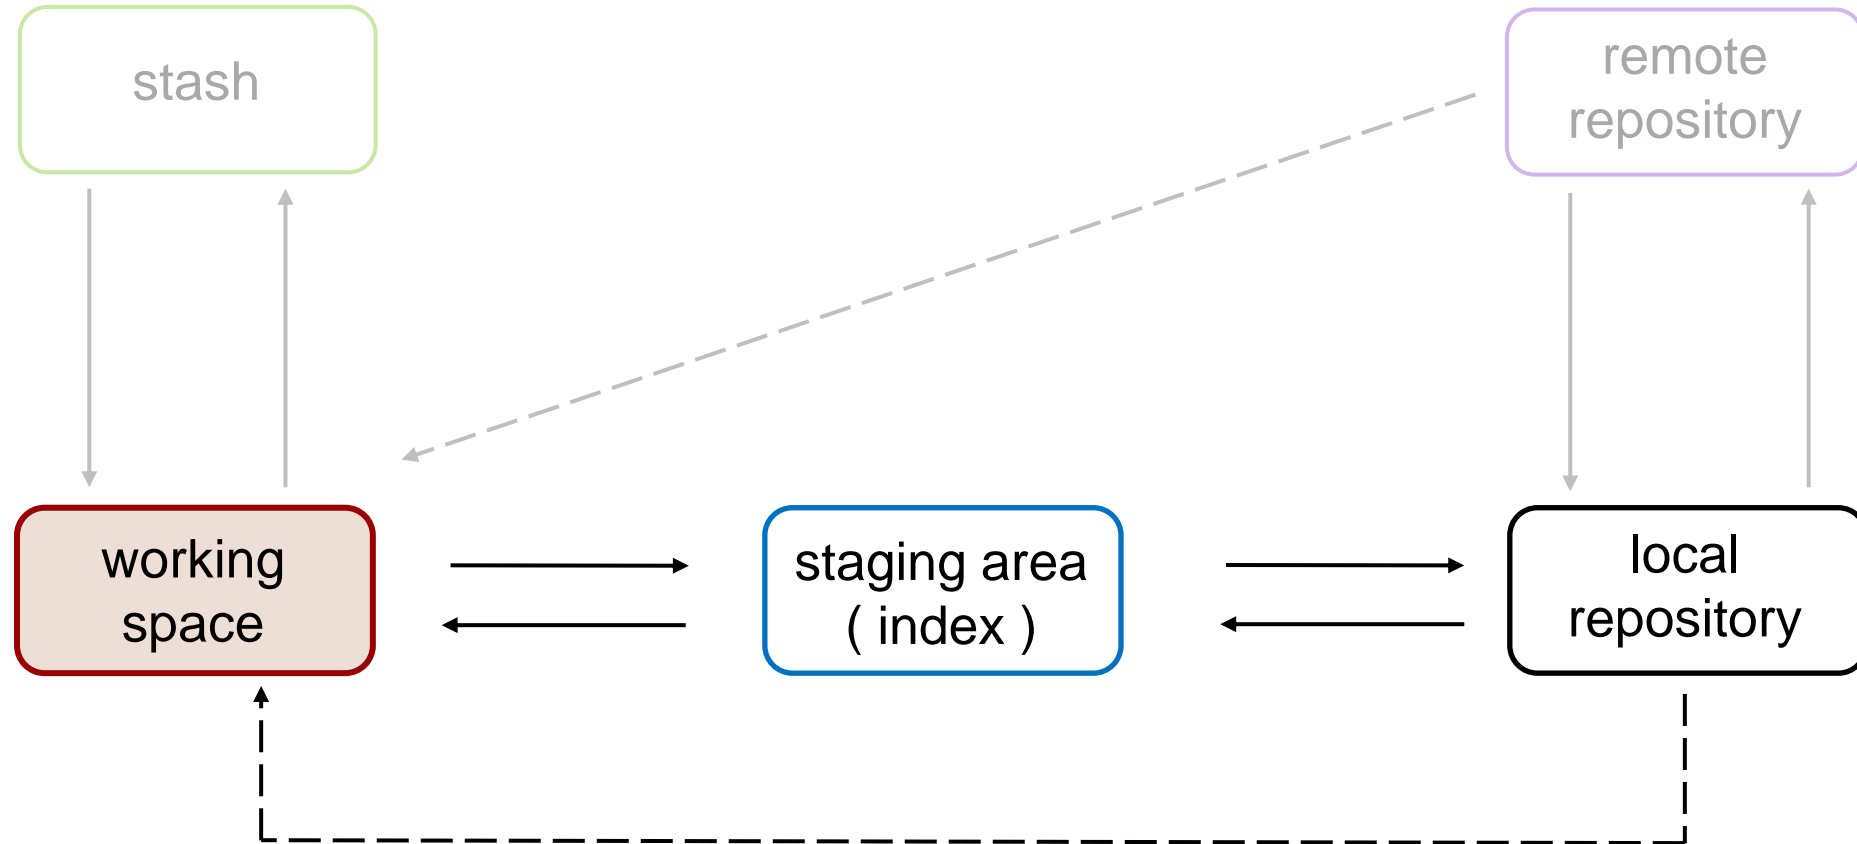 stash
remote
repository
working
space
staging area
( index )
local
repository